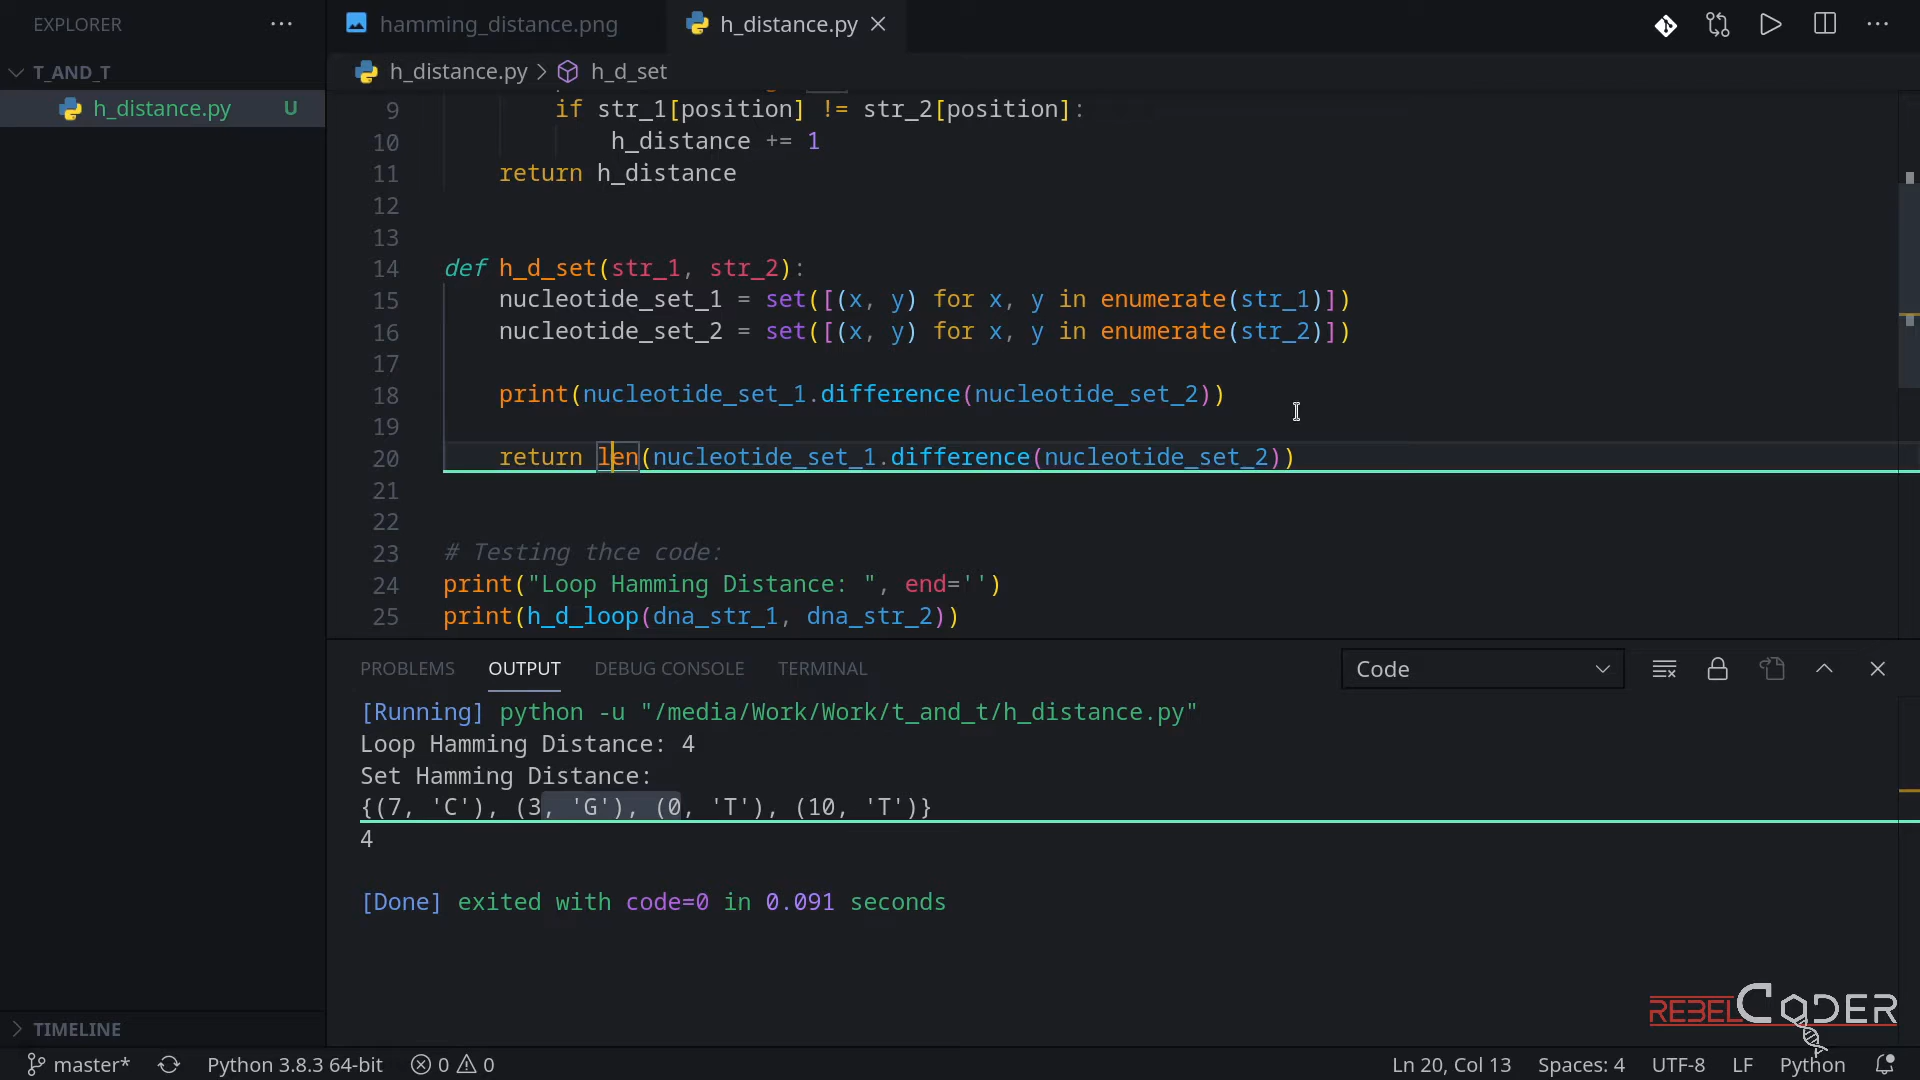 EXPLORER
T_AND_T
h_distance.py U
TIMELINE
hamming_distance.png
h_distance.py
h_distance.py > h_d_set
9 if str_1[position] != str_2[position]:
10 h_distance += 1
11 return h_distance
12
13
14 def h_d_set(str_1, str_2):
15 nucleotide_set_1 = set([(x, y) for x, y in enumerate(str_1)])
16 nucleotide_set_2 = set([(x, y) for x, y in enumerate(str_2)])
17
18 print(nucleotide_set_1.difference(nucleotide_set_2))
19
20 return len(nucleotide_set_1.difference(nucleotide_set_2))
21
22
23 # Testing thce code:
24 print("Loop Hamming Distance: ", end='')
25 print(h_d_loop(dna_str_1, dna_str_2))
PROBLEMS OUTPUT DEBUG CONSOLE TERMINAL Code
[Running] python -u "/media/Work/Work/t_and_t/h_distance.py"
Loop Hamming Distance: 4
Set Hamming Distance:
{(7, 'C'), (3, 'G'), (0, 'T'), (10, 'T')}
4
[Done] exited with code=0 in 0.091 seconds
REBELCODER
master* Python 3.8.3 64-bit 0 0 Ln 20, Col 13 Spaces: 4 UTF-8 LF Python